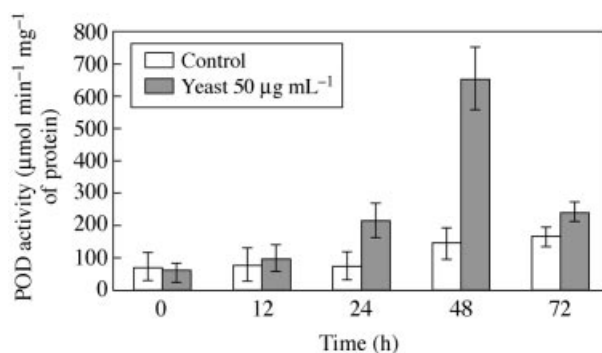 POD activity (µmol min⁻¹ mg⁻¹
of protein)
800
700
600
500
400
300
200
100
0
Control
Yeast 50 µg mL⁻¹
0 12 24 48 72
Time (h)